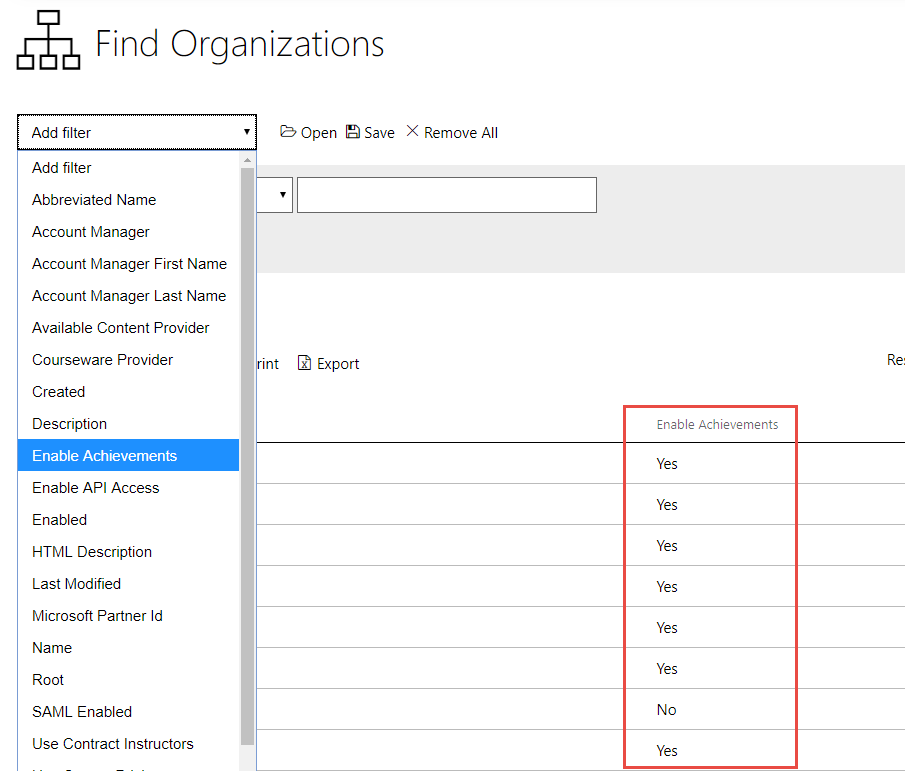 Find Organizations
Add filter
Open Save Remove All
Add filter
Abbreviated Name
Account Manager
Account Manager First Name
Account Manager Last Name
Available Content Provider
Courseware Provider
Created
Description
Enable Achievements
Enable API Access
Enabled
HTML Description
Last Modified
Microsoft Partner Id
Name
Root
SAML Enabled
Use Contract Instructors
rint Export
Res
Enable Achievements
Yes
Yes
Yes
Yes
Yes
Yes
No
Yes